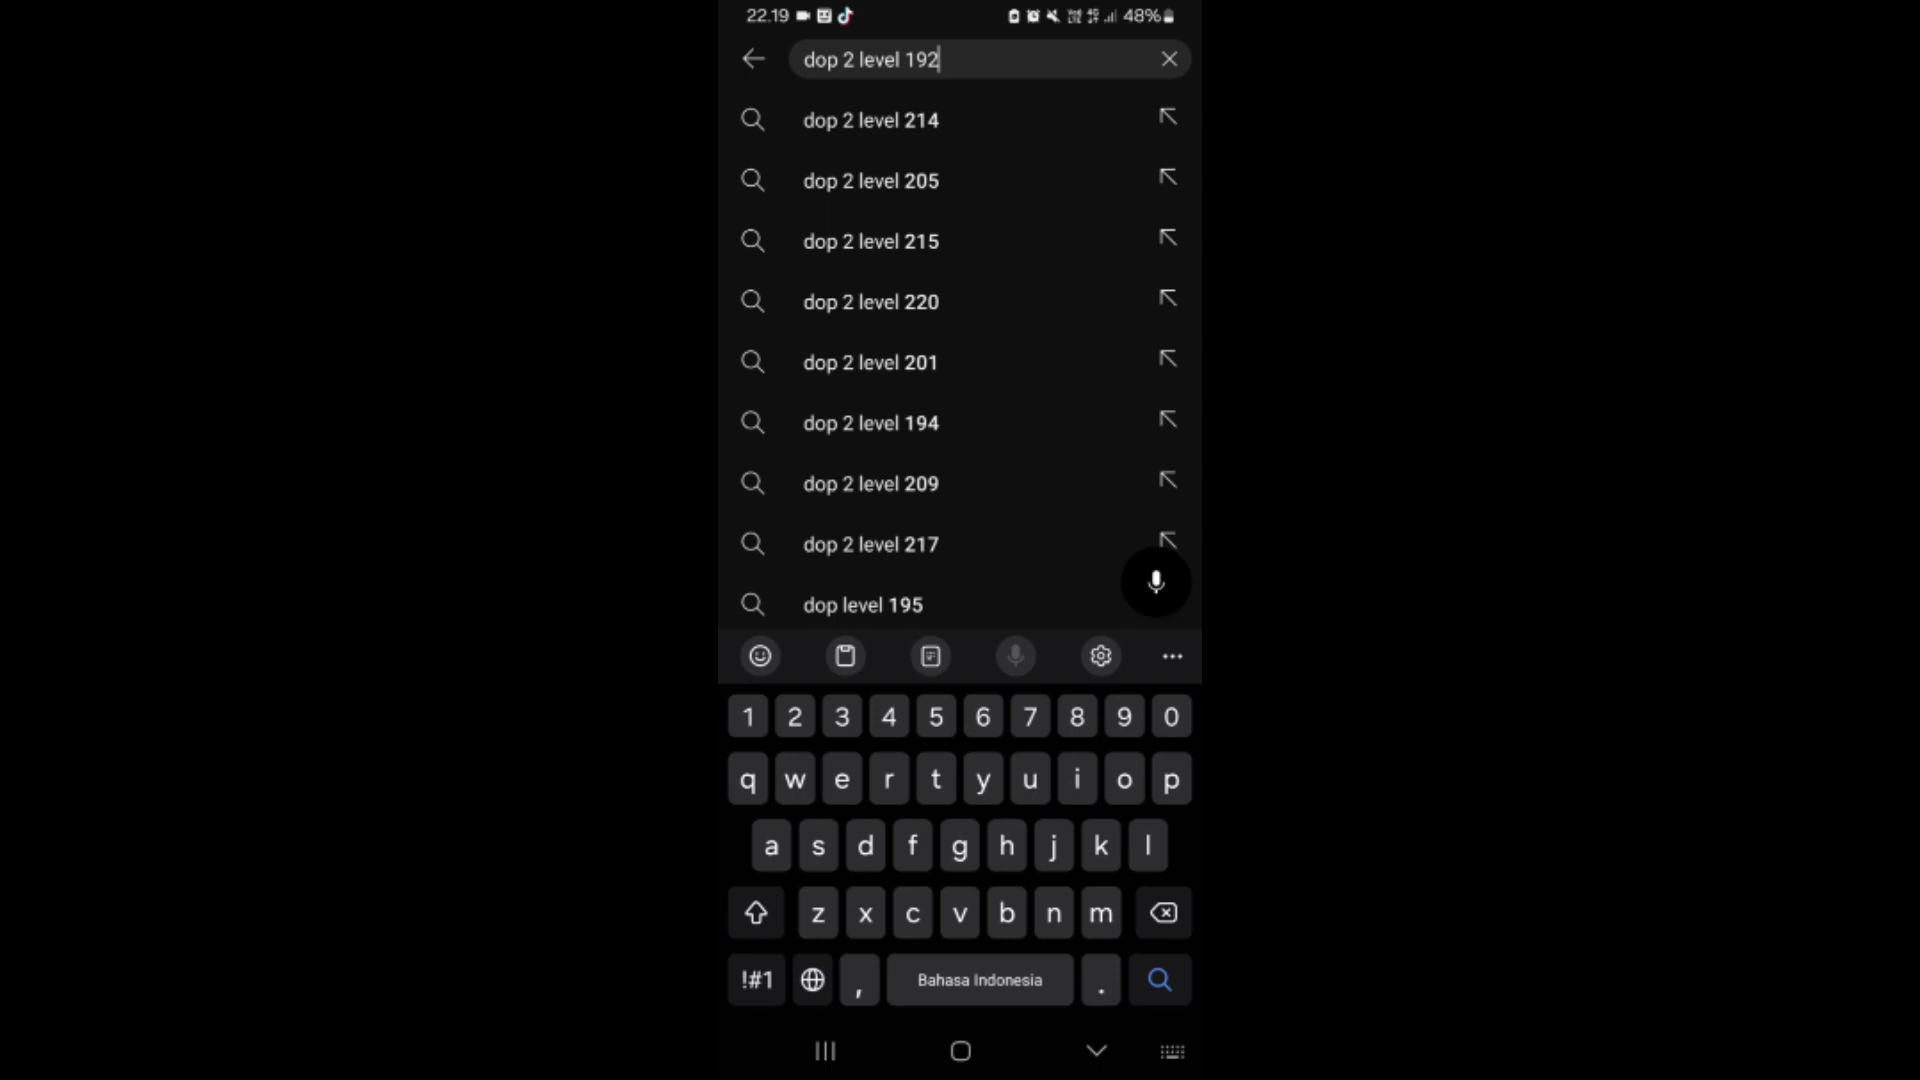 22.19 48%
dop 2 level 192
dop 2 level 214
dop 2 level 205
dop 2 level 215
dop 2 level 220
dop 2 level 201
dop 2 level 194
dop 2 level 209
dop 2 level 217
dop level 195
1 2 3 4 5 6 7 8 9 0
q w e r t y u i o p
a s d f g h j k l
z x c v b n m
!#1 , Bahasa Indonesia .